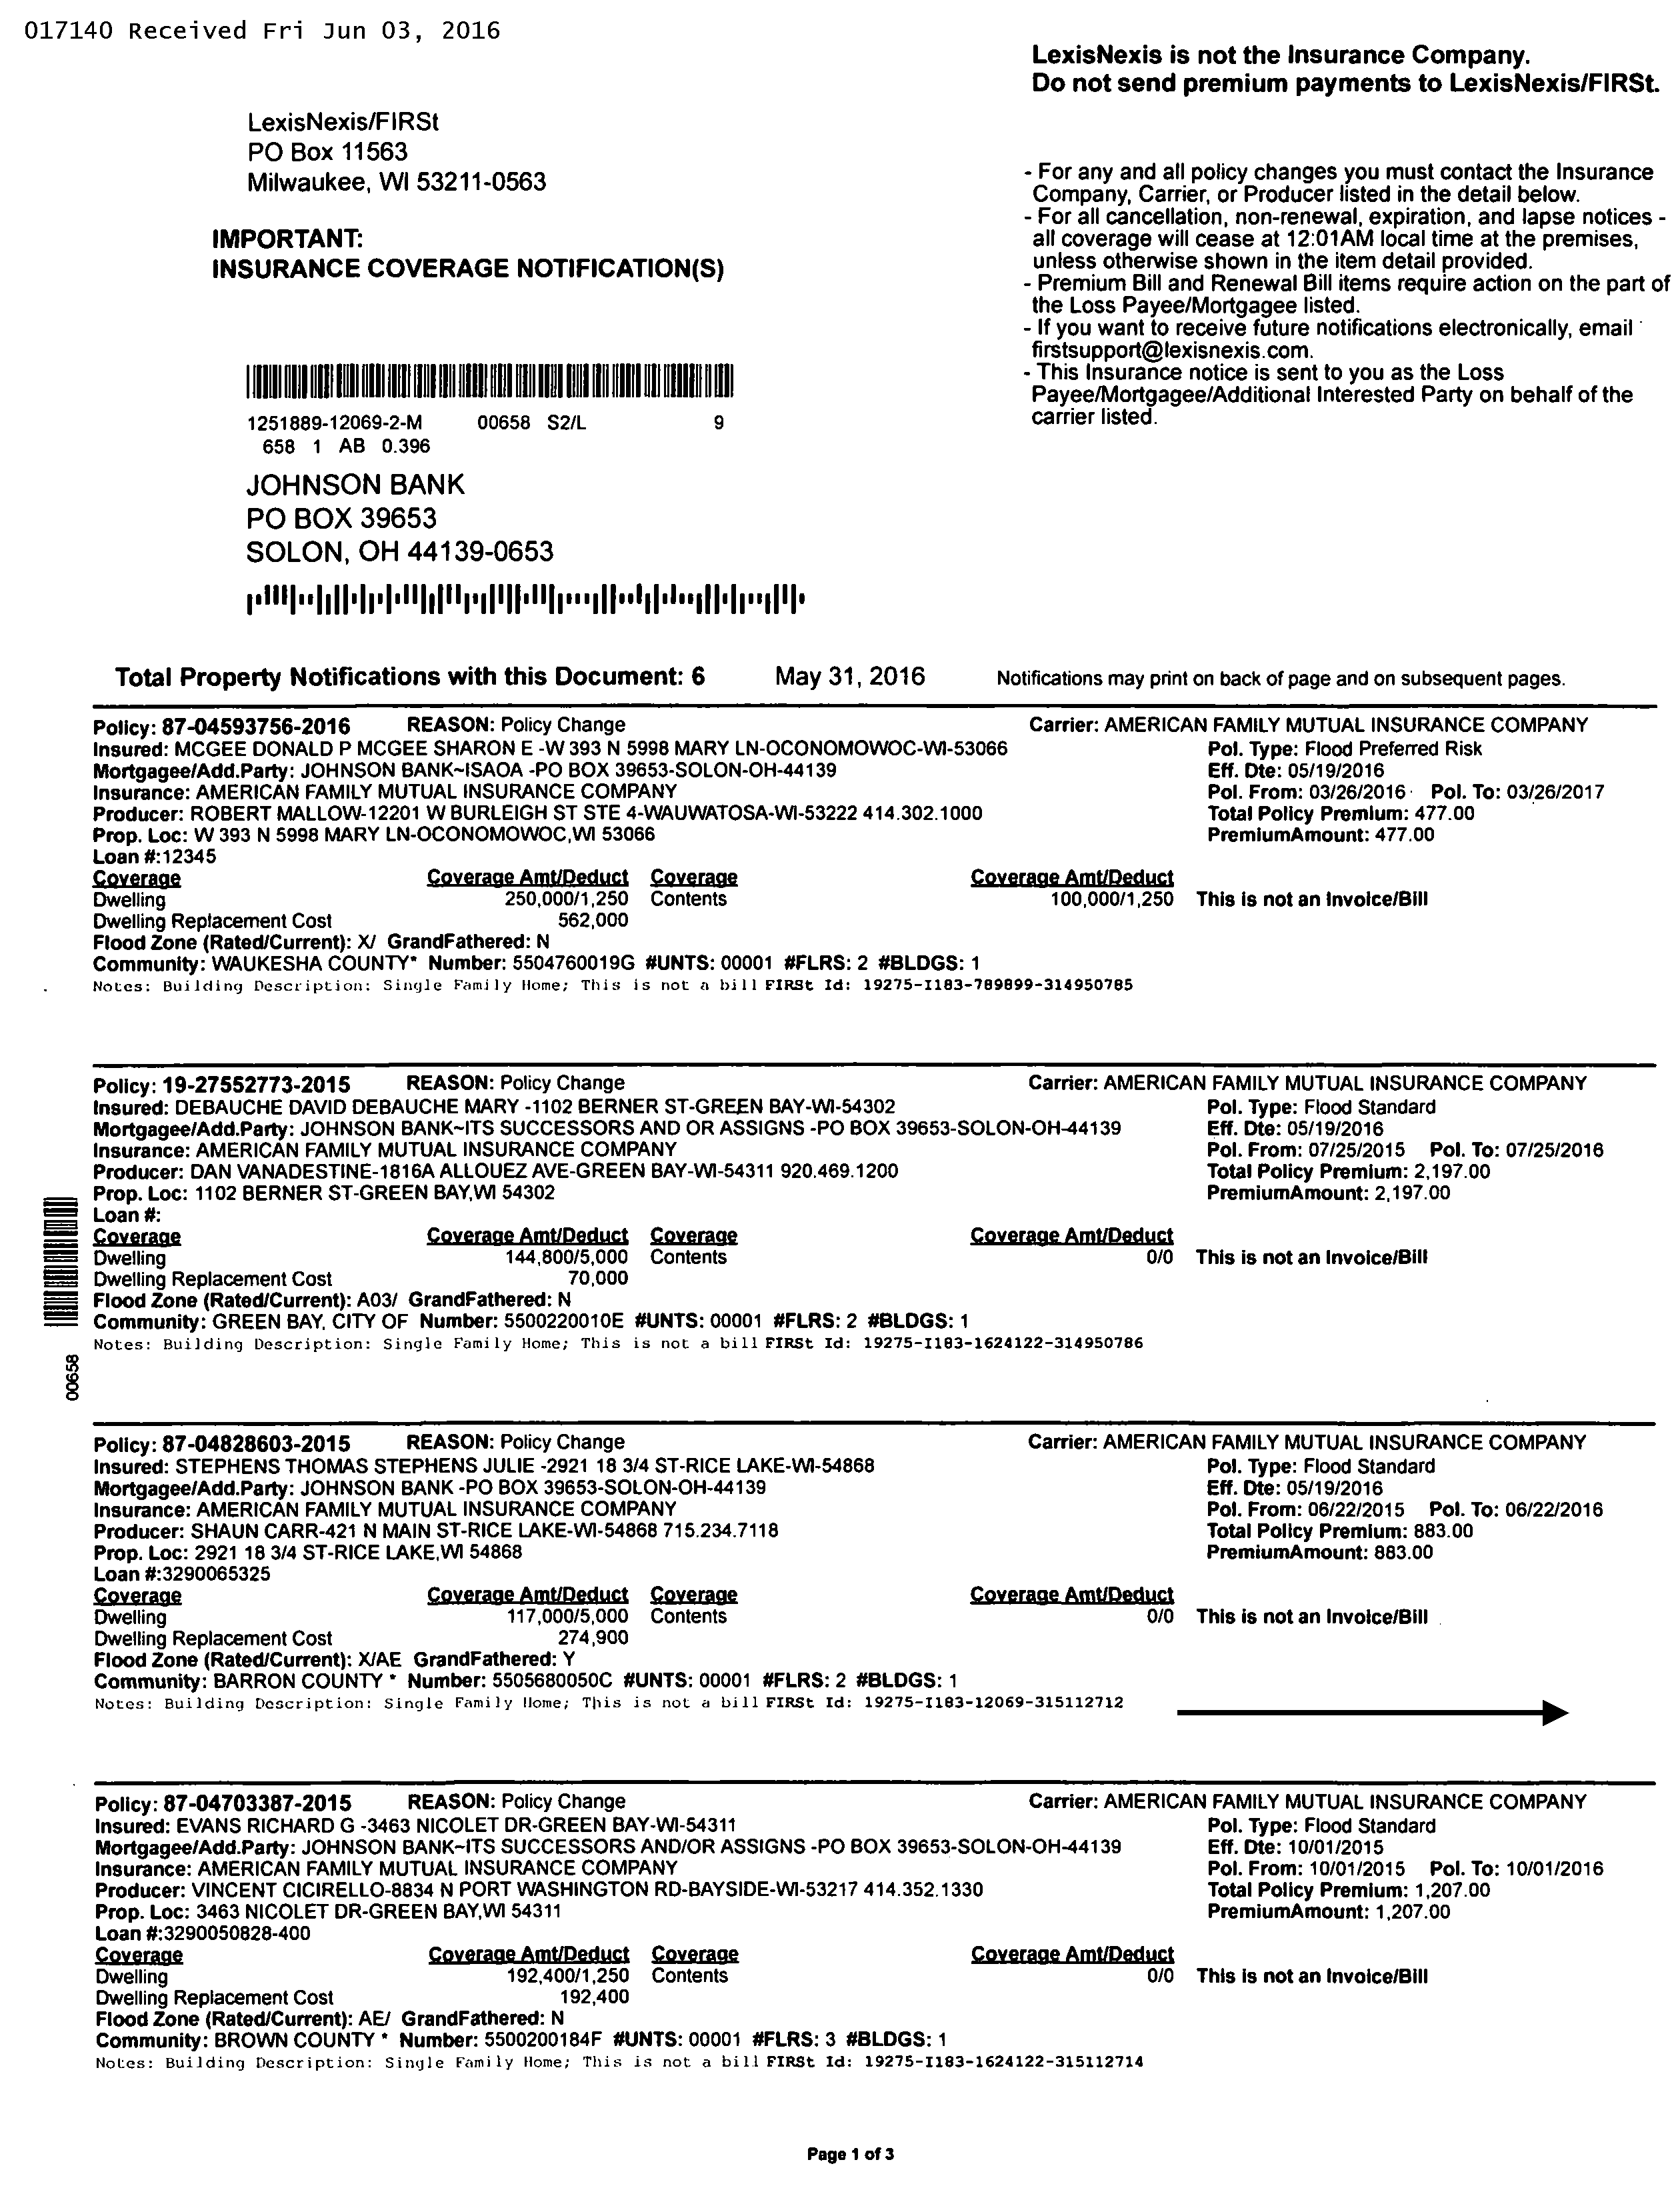 017140 Received Fri Jun 03, 2016
LexisNexis is not the Insurance Company.
Do not send premium payments to LexisNexis/FIRSt.
LexisNexis/FIRSt
PO Box 11563
Milwaukee, WI 53211-0563
IMPORTANT:
INSURANCE COVERAGE NOTIFICATION(S)
- For any and all policy changes you must contact the Insurance
Company, Carrier, or Producer listed in the detail below.
- For all cancellation, non-renewal, expiration, and lapse notices -
all coverage will cease at 12:01AM local time at the premises,
unless otherwise shown in the item detail provided.
- Premium Bill and Renewal Bill items require action on the part of
the Loss Payee/Mortgagee listed.
- If you want to receive future notifications electronically, email
firstsupport@lexisnexis.com.
- This Insurance notice is sent to you as the Loss
Payee/Mortgagee/Additional Interested Party on behalf of the
carrier listed.
1251889-12069-2-M 00658 S2/L 9
658 1 AB 0.396
JOHNSON BANK
PO BOX 39653
SOLON, OH 44139-0653
Total Property Notifications with this Document: 6 May 31, 2016 Notifications may print on back of page and on subsequent pages.
Policy: 87-04593756-2016 REASON: Policy Change Carrier: AMERICAN FAMILY MUTUAL INSURANCE COMPANY
Insured: MCGEE DONALD P MCGEE SHARON E -W 393 N 5998 MARY LN-OCONOMOWOC-WI-53066 Pol. Type: Flood Preferred Risk
Mortgagee/Add.Party: JOHNSON BANK~ISAOA -PO BOX 39653-SOLON-OH-44139 Eff. Dte: 05/19/2016
Insurance: AMERICAN FAMILY MUTUAL INSURANCE COMPANY Pol. From: 03/26/2016 Pol. To: 03/26/2017
Producer: ROBERT MALLOW-12201 W BURLEIGH ST STE 4-WAUWATOSA-WI-53222 414.302.1000 Total Policy Premium: 477.00
Prop. Loc: W 393 N 5998 MARY LN-OCONOMOWOC,WI 53066 PremiumAmount: 477.00
Loan #:12345
Coverage Coverage Amt/Deduct Coverage Coverage Amt/Deduct
Dwelling 250,000/1,250 Contents 100,000/1,250 This is not an Invoice/Bill
Dwelling Replacement Cost 562,000
Flood Zone (Rated/Current): X/ GrandFathered: N
Community: WAUKESHA COUNTY* Number: 5504760019G #UNTS: 00001 #FLRS: 2 #BLDGS: 1
Notes: Building Description: Single Family Home; This is not a bill FIRSt Id: 19275-I183-789899-314950785
Policy: 19-27552773-2015 REASON: Policy Change Carrier: AMERICAN FAMILY MUTUAL INSURANCE COMPANY
Insured: DEBAUCHE DAVID DEBAUCHE MARY -1102 BERNER ST-GREEN BAY-WI-54302 Pol. Type: Flood Standard
Mortgagee/Add.Party: JOHNSON BANK~ITS SUCCESSORS AND OR ASSIGNS -PO BOX 39653-SOLON-OH-44139 Eff. Dte: 05/19/2016
Insurance: AMERICAN FAMILY MUTUAL INSURANCE COMPANY Pol. From: 07/25/2015 Pol. To: 07/25/2016
Producer: DAN VANADESTINE-1816A ALLOUEZ AVE-GREEN BAY-WI-54311 920.469.1200 Total Policy Premium: 2,197.00
Prop. Loc: 1102 BERNER ST-GREEN BAY,WI 54302 PremiumAmount: 2,197.00
Loan #:
Coverage Coverage Amt/Deduct Coverage Coverage Amt/Deduct
Dwelling 144,800/5,000 Contents 0/0 This is not an Invoice/Bill
Dwelling Replacement Cost 70,000
Flood Zone (Rated/Current): A03/ GrandFathered: N
Community: GREEN BAY, CITY OF Number: 5500220010E #UNTS: 00001 #FLRS: 2 #BLDGS: 1
Notes: Building Description: Single Family Home; This is not a bill FIRSt Id: 19275-I183-1624122-314950786
00658
Policy: 87-04828603-2015 REASON: Policy Change Carrier: AMERICAN FAMILY MUTUAL INSURANCE COMPANY
Insured: STEPHENS THOMAS STEPHENS JULIE -2921 18 3/4 ST-RICE LAKE-WI-54868 Pol. Type: Flood Standard
Mortgagee/Add.Party: JOHNSON BANK -PO BOX 39653-SOLON-OH-44139 Eff. Dte: 05/19/2016
Insurance: AMERICAN FAMILY MUTUAL INSURANCE COMPANY Pol. From: 06/22/2015 Pol. To: 06/22/2016
Producer: SHAUN CARR-421 N MAIN ST-RICE LAKE-WI-54868 715.234.7118 Total Policy Premium: 883.00
Prop. Loc: 2921 18 3/4 ST-RICE LAKE,WI 54868 PremiumAmount: 883.00
Loan #:3290065325
Coverage Coverage Amt/Deduct Coverage Coverage Amt/Deduct
Dwelling 117,000/5,000 Contents 0/0 This is not an Invoice/Bill
Dwelling Replacement Cost 274,900
Flood Zone (Rated/Current): X/AE GrandFathered: Y
Community: BARRON COUNTY * Number: 5505680050C #UNTS: 00001 #FLRS: 2 #BLDGS: 1
Notes: Building Description: Single Family Home; This is not a bill FIRSt Id: 19275-I183-12069-315112712
Policy: 87-04703387-2015 REASON: Policy Change Carrier: AMERICAN FAMILY MUTUAL INSURANCE COMPANY
Insured: EVANS RICHARD G -3463 NICOLET DR-GREEN BAY-WI-54311 Pol. Type: Flood Standard
Mortgagee/Add.Party: JOHNSON BANK~ITS SUCCESSORS AND/OR ASSIGNS -PO BOX 39653-SOLON-OH-44139 Eff. Dte: 10/01/2015
Insurance: AMERICAN FAMILY MUTUAL INSURANCE COMPANY Pol. From: 10/01/2015 Pol. To: 10/01/2016
Producer: VINCENT CICIRELLO-8834 N PORT WASHINGTON RD-BAYSIDE-WI-53217 414.352.1330 Total Policy Premium: 1,207.00
Prop. Loc: 3463 NICOLET DR-GREEN BAY,WI 54311 PremiumAmount: 1,207.00
Loan #:3290050828-400
Coverage Coverage Amt/Deduct Coverage Coverage Amt/Deduct
Dwelling 192,400/1,250 Contents 0/0 This is not an Invoice/Bill
Dwelling Replacement Cost 192,400
Flood Zone (Rated/Current): AE/ GrandFathered: N
Community: BROWN COUNTY * Number: 5500200184F #UNTS: 00001 #FLRS: 3 #BLDGS: 1
Notes: Building Description: Single Family Home; This is not a bill FIRSt Id: 19275-I183-1624122-315112714
Page 1 of 3